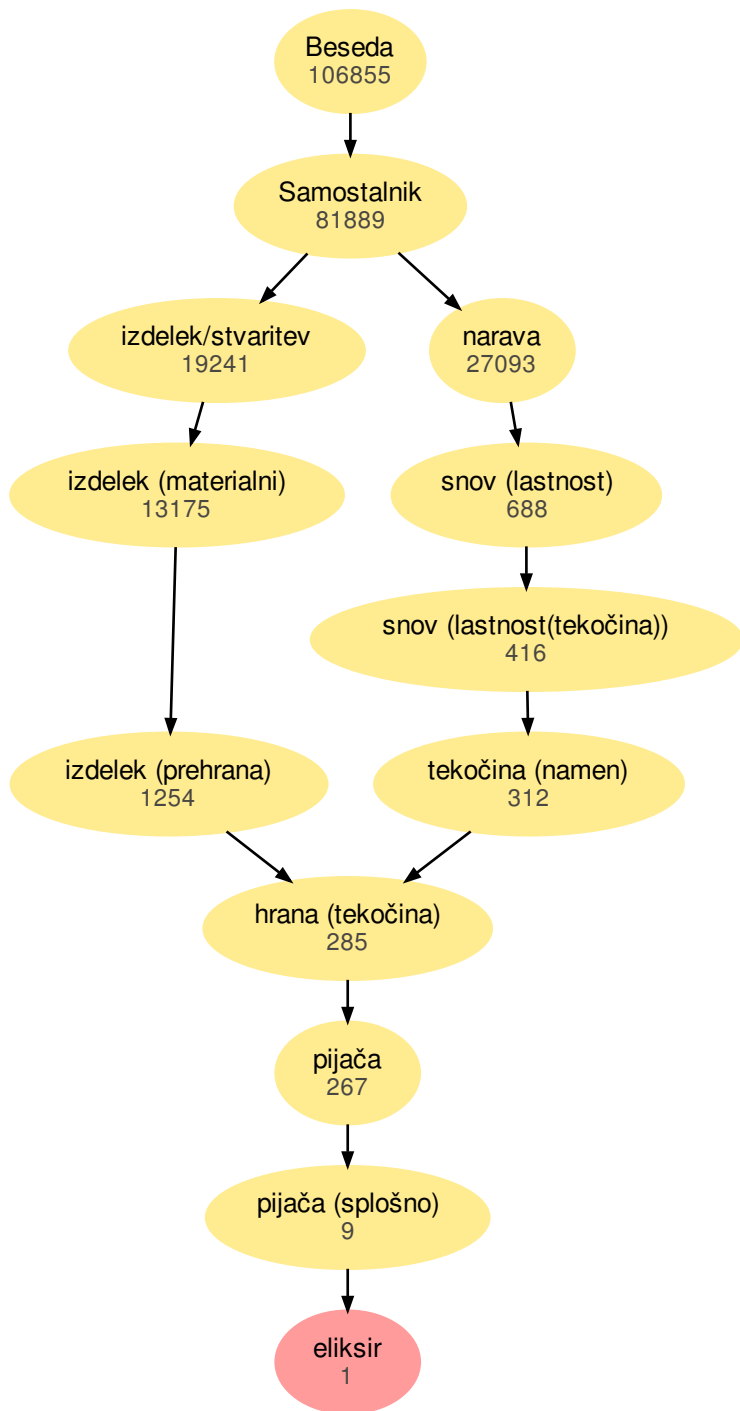 Beseda
106855
Samostalnik
81889
izdelek/stvaritev
19241
narava
27093
izdelek (materialni)
13175
snov (lastnost)
688
snov (lastnost(tekočina))
416
izdelek (prehrana)
1254
tekočina (namen)
312
hrana (tekočina)
285
pijača
267
pijača (splošno)
9
eliksir
1